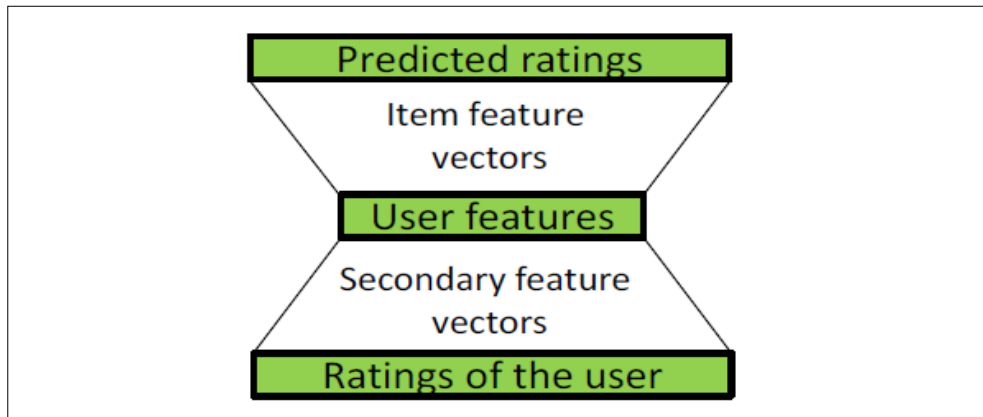 Predicted ratings
Item feature
vectors
User features
Secondary feature
vectors
Ratings of the user